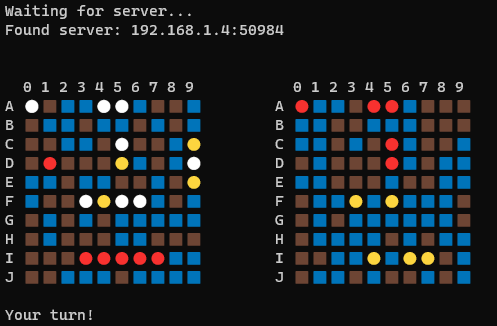 Waiting for server...
Found server: 192.168.1.4:50984
0 1 2 3 4 5 6 7 8 9 0 1 2 3 4 5 6 7 8 9
A A
B B
C C
D D
E E
F F
G G
H H
I I
J J
Your turn!